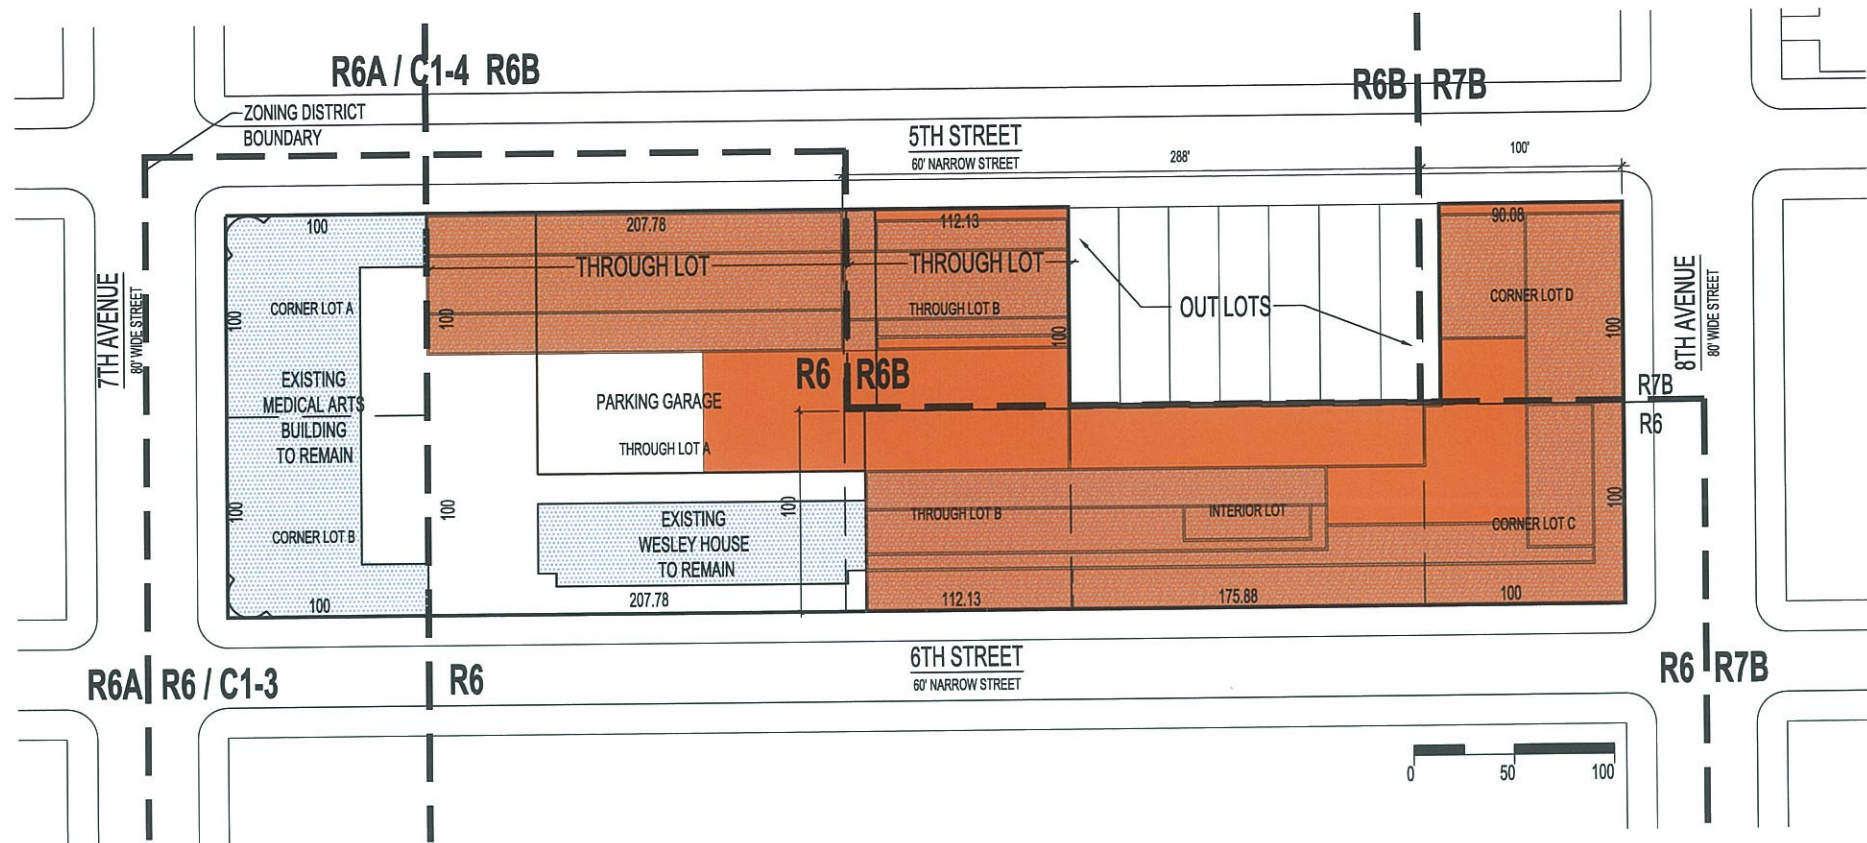 R6A / C1-4 R6B
R6B R7B
ZONING DISTRICT
BOUNDARY
5TH STREET
60' NARROW STREET
288'
100'
100
207.78
112.13
90.08
THROUGH LOT
THROUGH LOT
CORNER LOT A
100
100
THROUGH LOT B
100
OUT LOTS
CORNER LOT D
100
7TH AVENUE
80' WIDE STREET
8TH AVENUE
80' WIDE STREET
EXISTING
MEDICAL ARTS
BUILDING
TO REMAIN
R6 R6B
PARKING GARAGE
THROUGH LOT A
R7B
R6
100
100
100
100
CORNER LOT B
EXISTING
WESLEY HOUSE
TO REMAIN
THROUGH LOT B
INTERIOR LOT
CORNER LOT C
100
207.78
112.13
175.88
100
6TH STREET
60' NARROW STREET
R6A R6 / C1-3
R6
R6 R7B
0 50 100